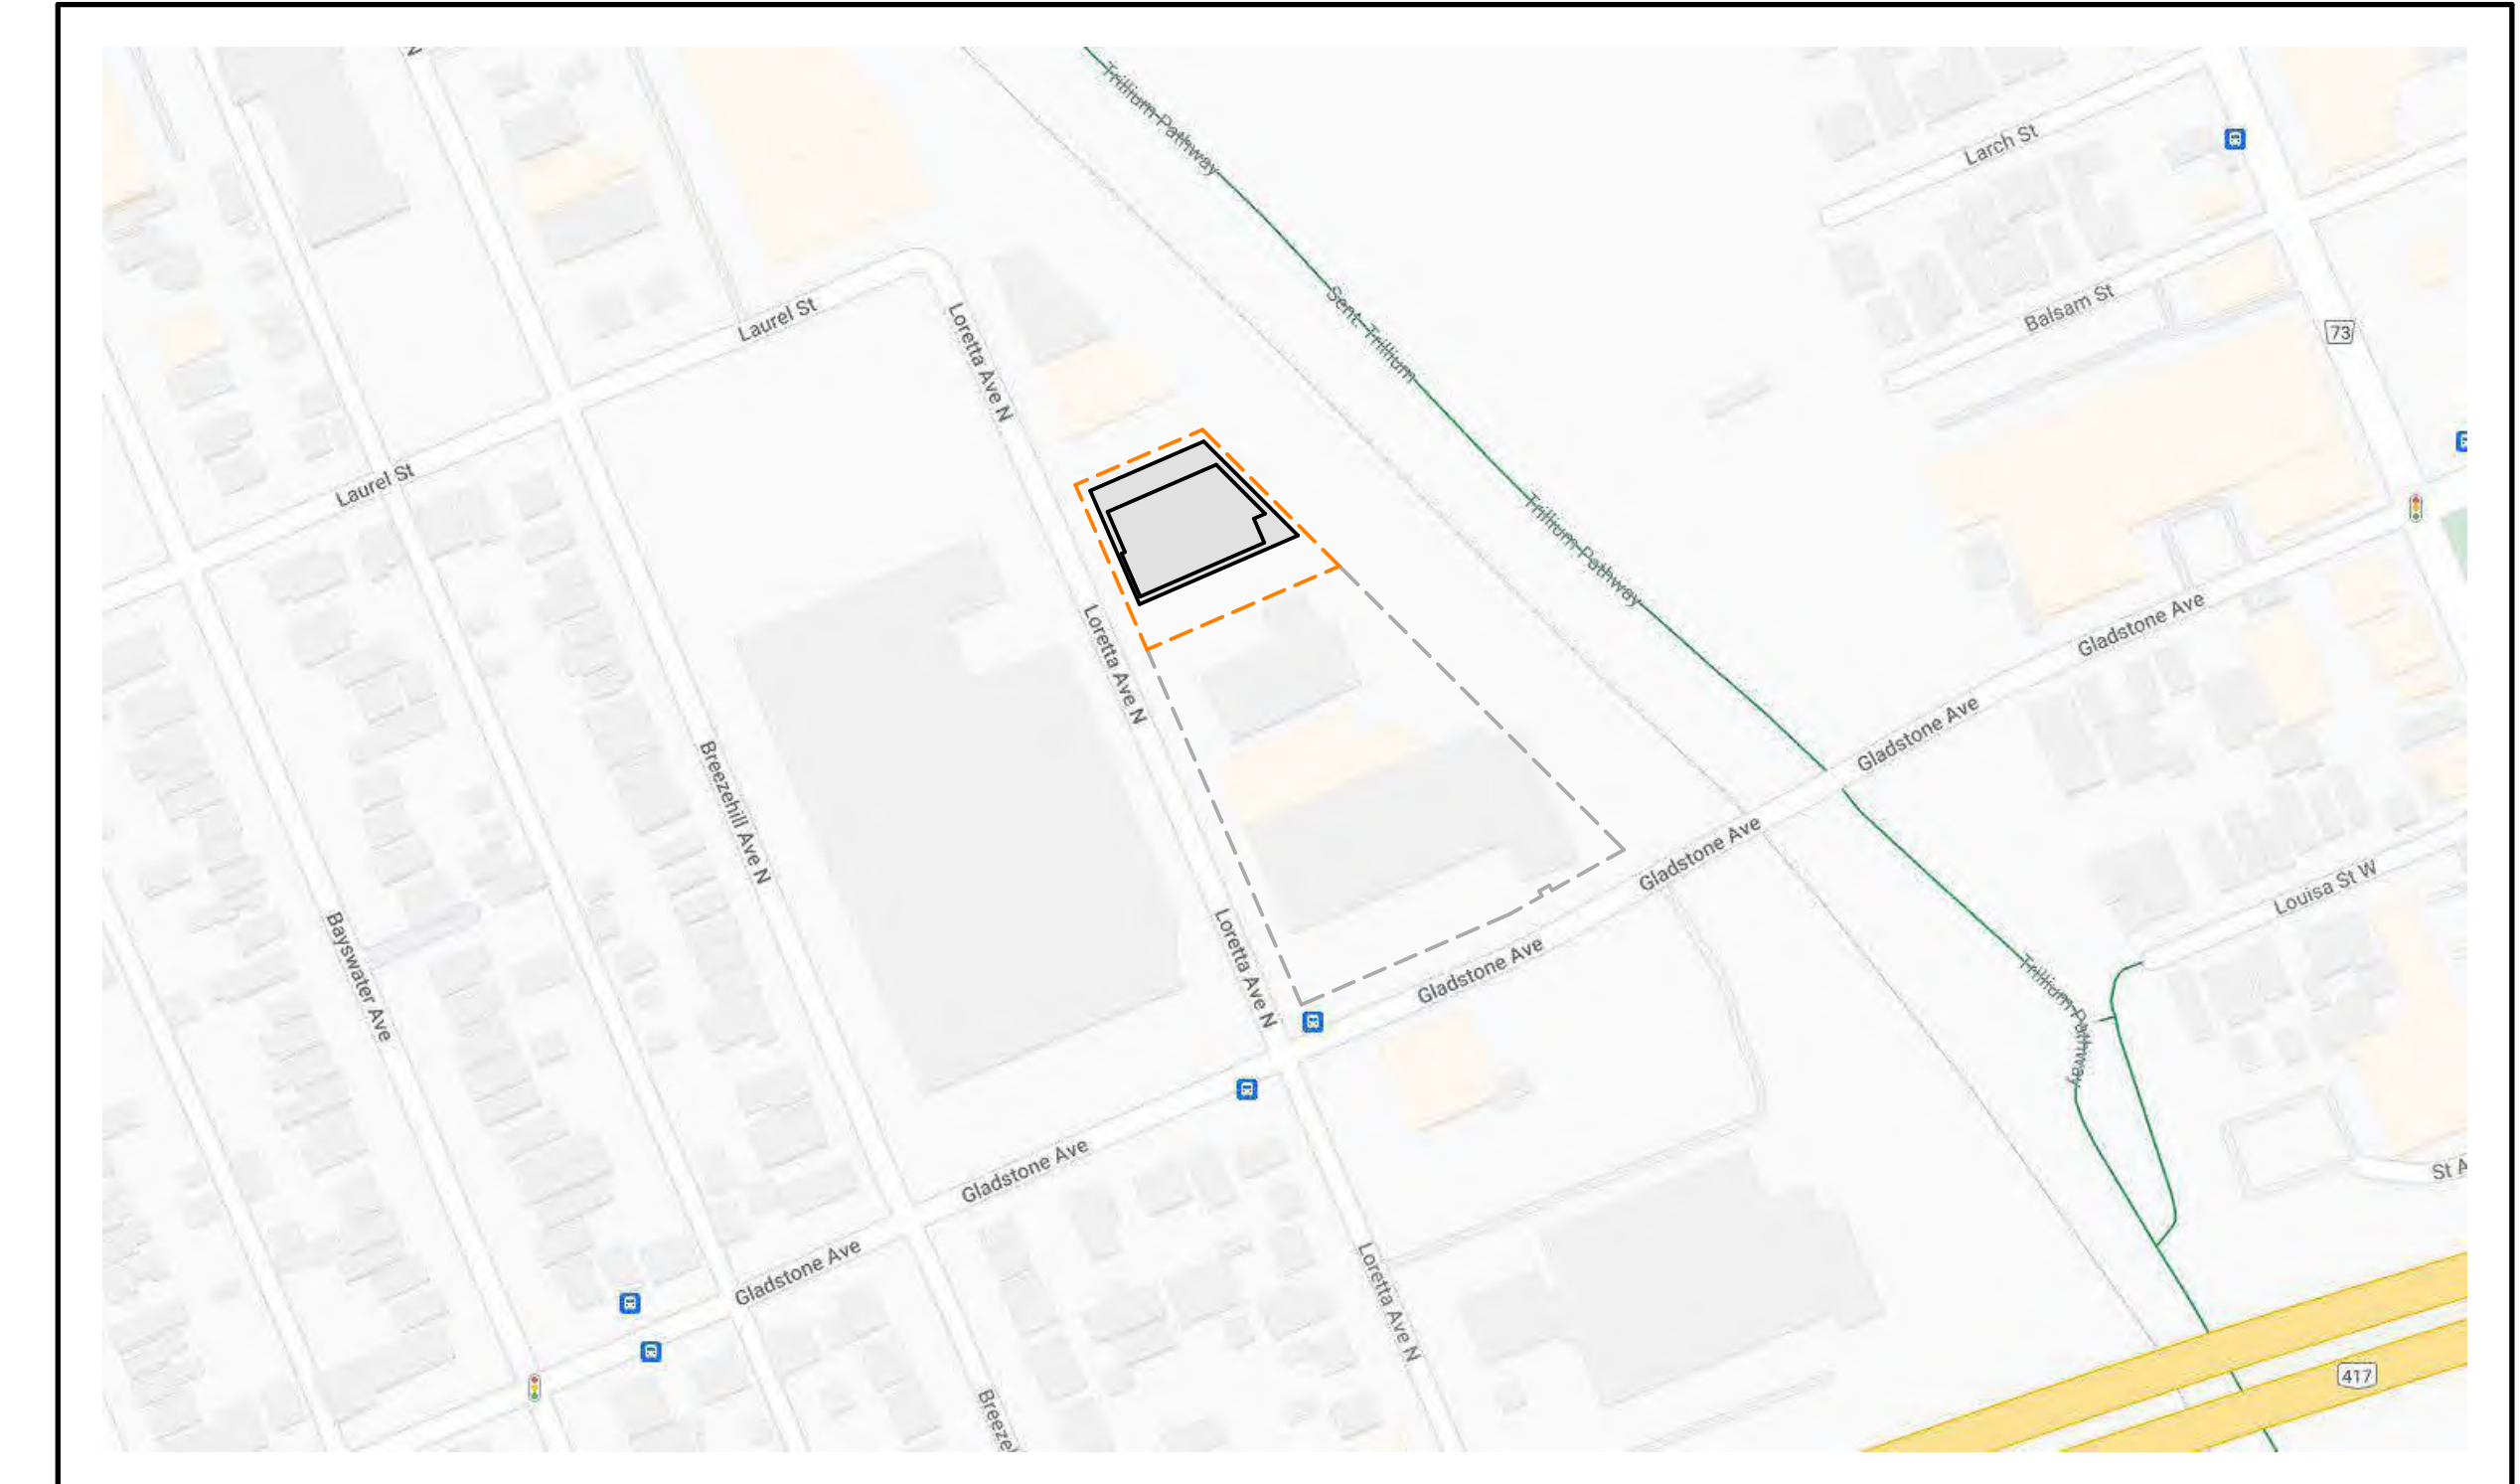 Trillium Pathway
Larch St
Sent. Trillium
Balsam St
73
Laurel St
Loretta Ave N
Laurel St
Trillium Pathway
Loretta Ave N
Gladstone Ave
Gladstone Ave
Breezehill Ave N
Gladstone Ave
Louisa St W
Bayswater Ave
Loretta Ave N
Gladstone Ave
Trillium Pathway
Gladstone Ave
St A
Gladstone Ave
Loretta Ave N
417
Breeze